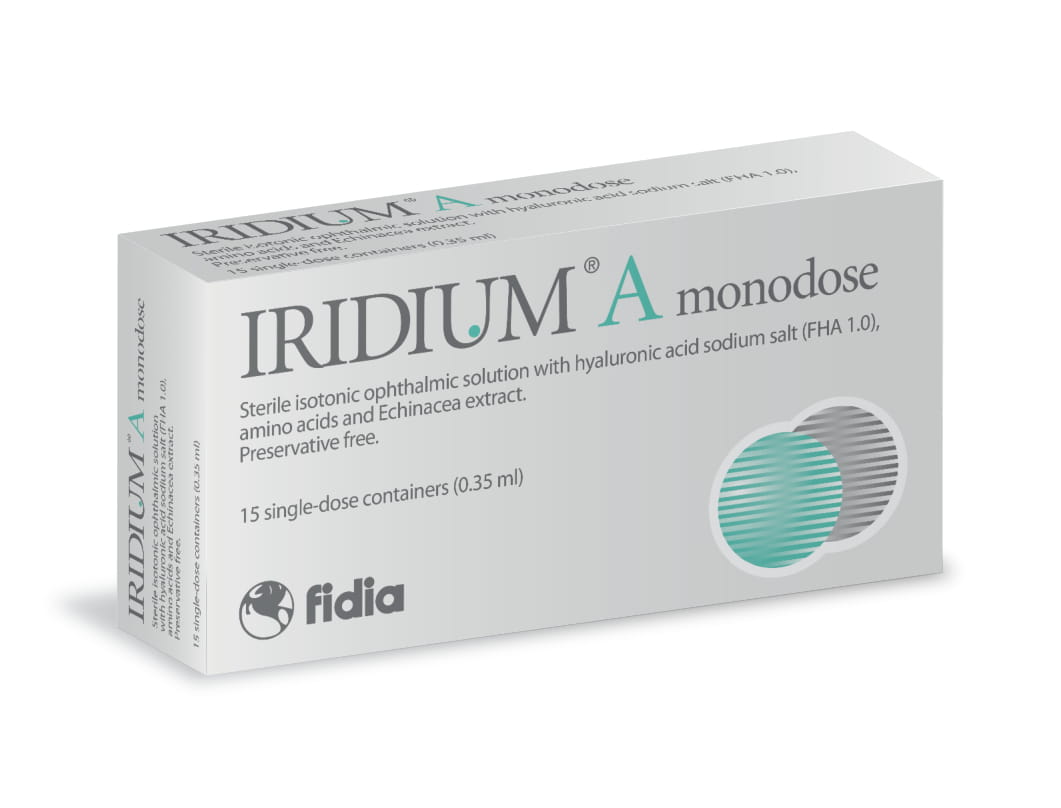 IRIDIUM® A monodose
Sterile isotonic ophthalmic solution with hyaluronic acid sodium salt (FHA 1.0),
amino acids and Echinacea extract.
Preservative free.
15 single-dose containers (0.35 ml)
IRIDIUM® A monodose
Sterile isotonic ophthalmic solution with hyaluronic acid sodium salt (FHA 1.0),
amino acids and Echinacea extract.
Preservative free.
15 single-dose containers (0.35 ml)
fidia
IRIDIUM® A monodose
Sterile isotonic ophthalmic solution
with hyaluronic acid sodium salt (FHA 1.0),
amino acids and Echinacea extract.
Preservative free.
15 single-dose containers (0.35 ml)